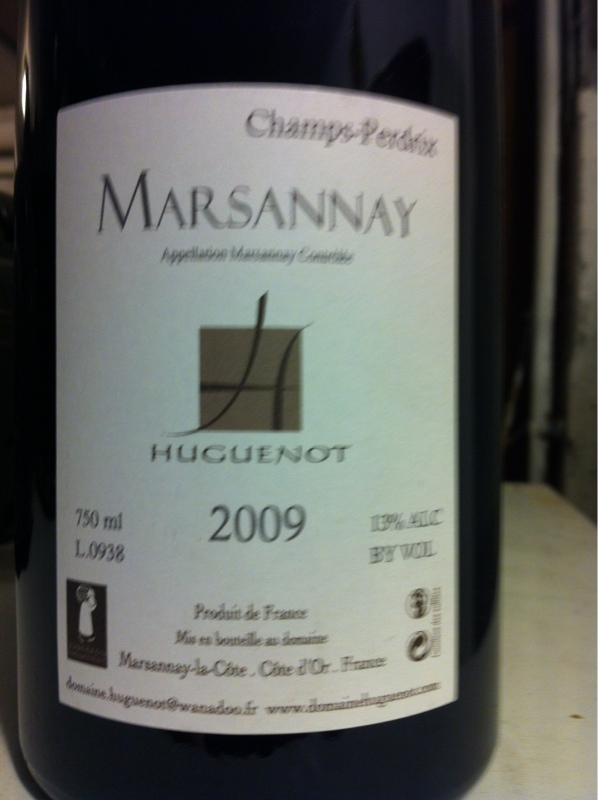 Champs-Perdrix
MARSANNAY
Appellation Marsannay Contrôlée
HUGUENOT
750 ml
L.0938
2009
13% ALC
BY VOL
Produit de France
Mis en bouteille au domaine
Marsannay-la-Côte . Côte d'Or . France
domaine.huguenot@wanadoo.fr www.domainehuguenot.com